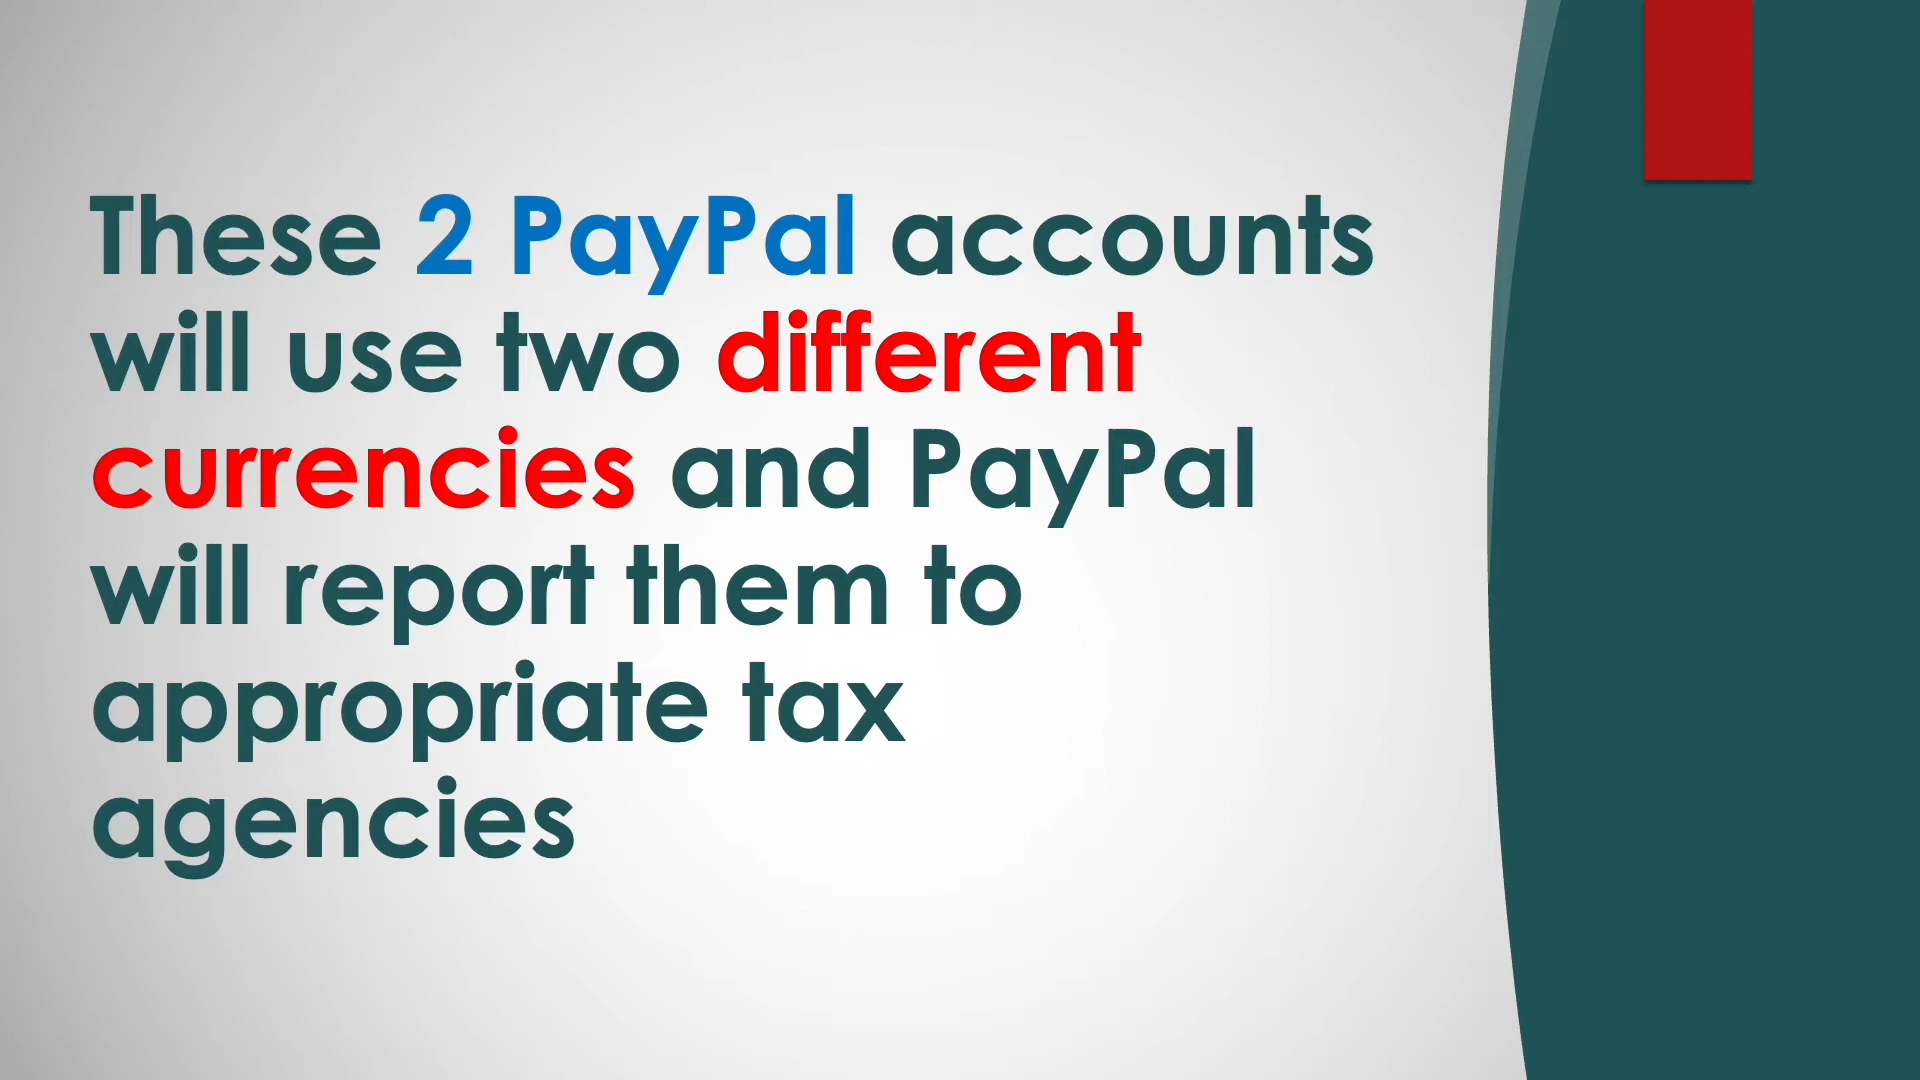 These 2 PayPal accounts
will use two different
currencies and PayPal
will report them to
appropriate tax
agencies